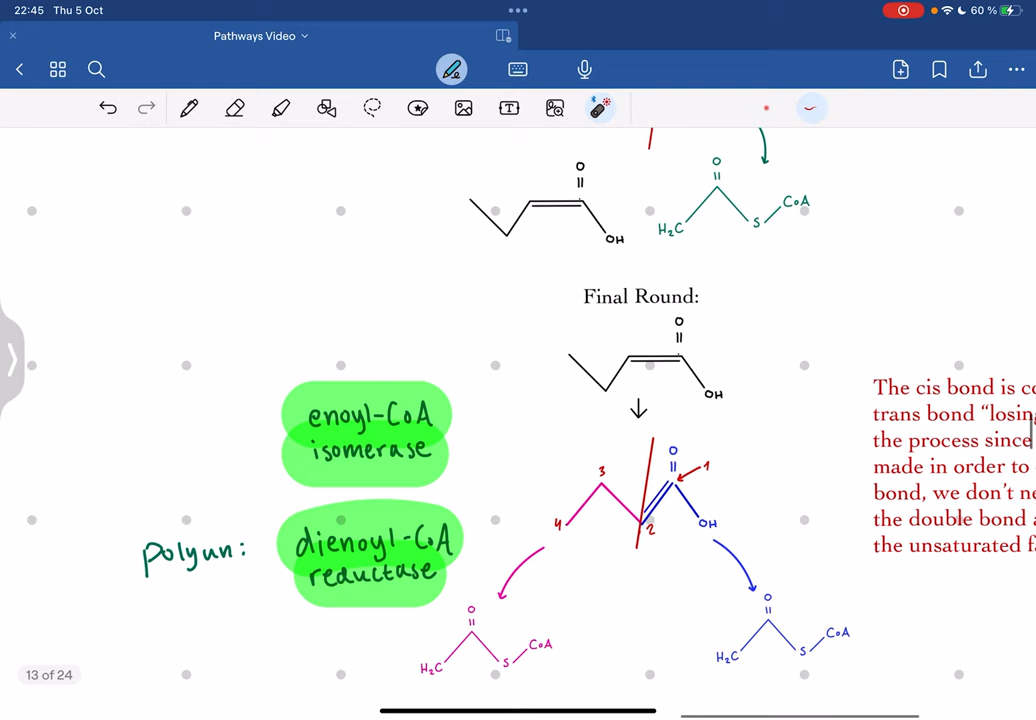 22:45 Thu 5 Oct
60 %
Pathways Video
O
OH
O
CoA
H₂C
S
Final Round:
O
OH
The cis bond is co
trans bond “losin
the process since
made in order to
bond, we don't ne
the double bond a
the unsaturated f
enoyl-CoA
isomerase
O
1
3
4
2
OH
Polyun:
dienoyl-CoA
reductase
O
CoA
H₂C
S
O
CoA
H₂C
S
13 of 24